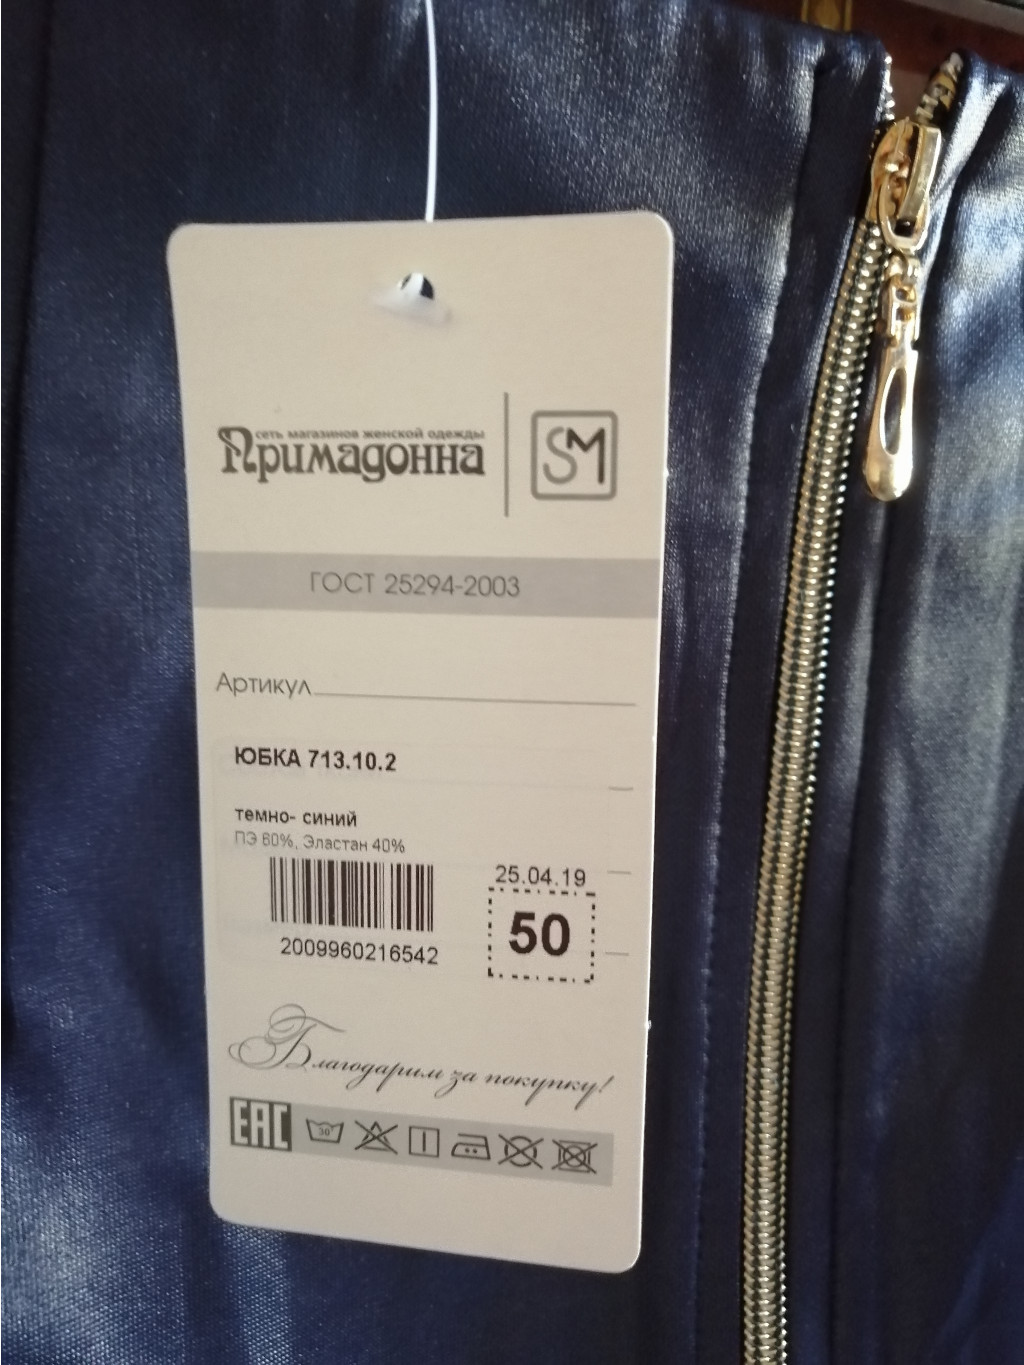 сеть магазинов женской одежды
Примадонна
SM
ГОСТ 25294-2003
Артикул
ЮБКА 713.10.2
темно- синий
ПЭ 60%, Эластан 40%
25.04.19
50
2009960216542
Благодарим за покупку!
EAC
30°